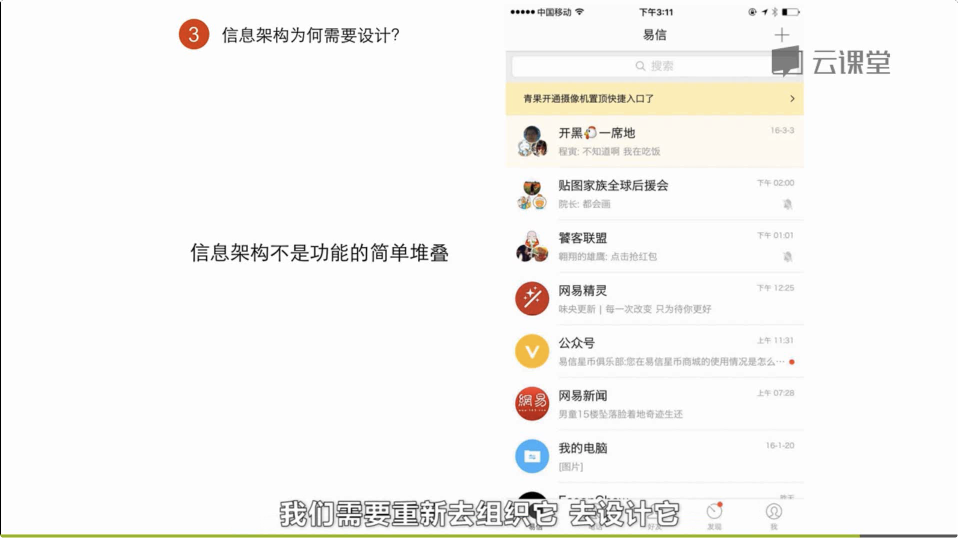 3 信息架构为何需要设计?
信息架构不是功能的简单堆叠
中国移动 下午3:11
易信
搜索
云课堂
青果开通摄像机置顶快捷入口了
开黑 一席地 16-3-3
程寅: 不知道啊 我在吃饭
贴图家族全球后援会 下午 02:00
院长: 都会画
饕客联盟 下午 01:01
翱翔的雄鹰: 点击抢红包
网易精灵 下午 12:25
味央更新 | 每一次改变 只为待你更好
公众号 上午 11:31
易信星币俱乐部:您在易信星币商城的使用情况是怎么…
網易
网易新闻 上午 07:28
男童15楼坠落脸着地奇迹生还
我的电脑 16-1-20
[图片]
我们需要重新去组织它 去设计它
易信 电话 好友 发现 我